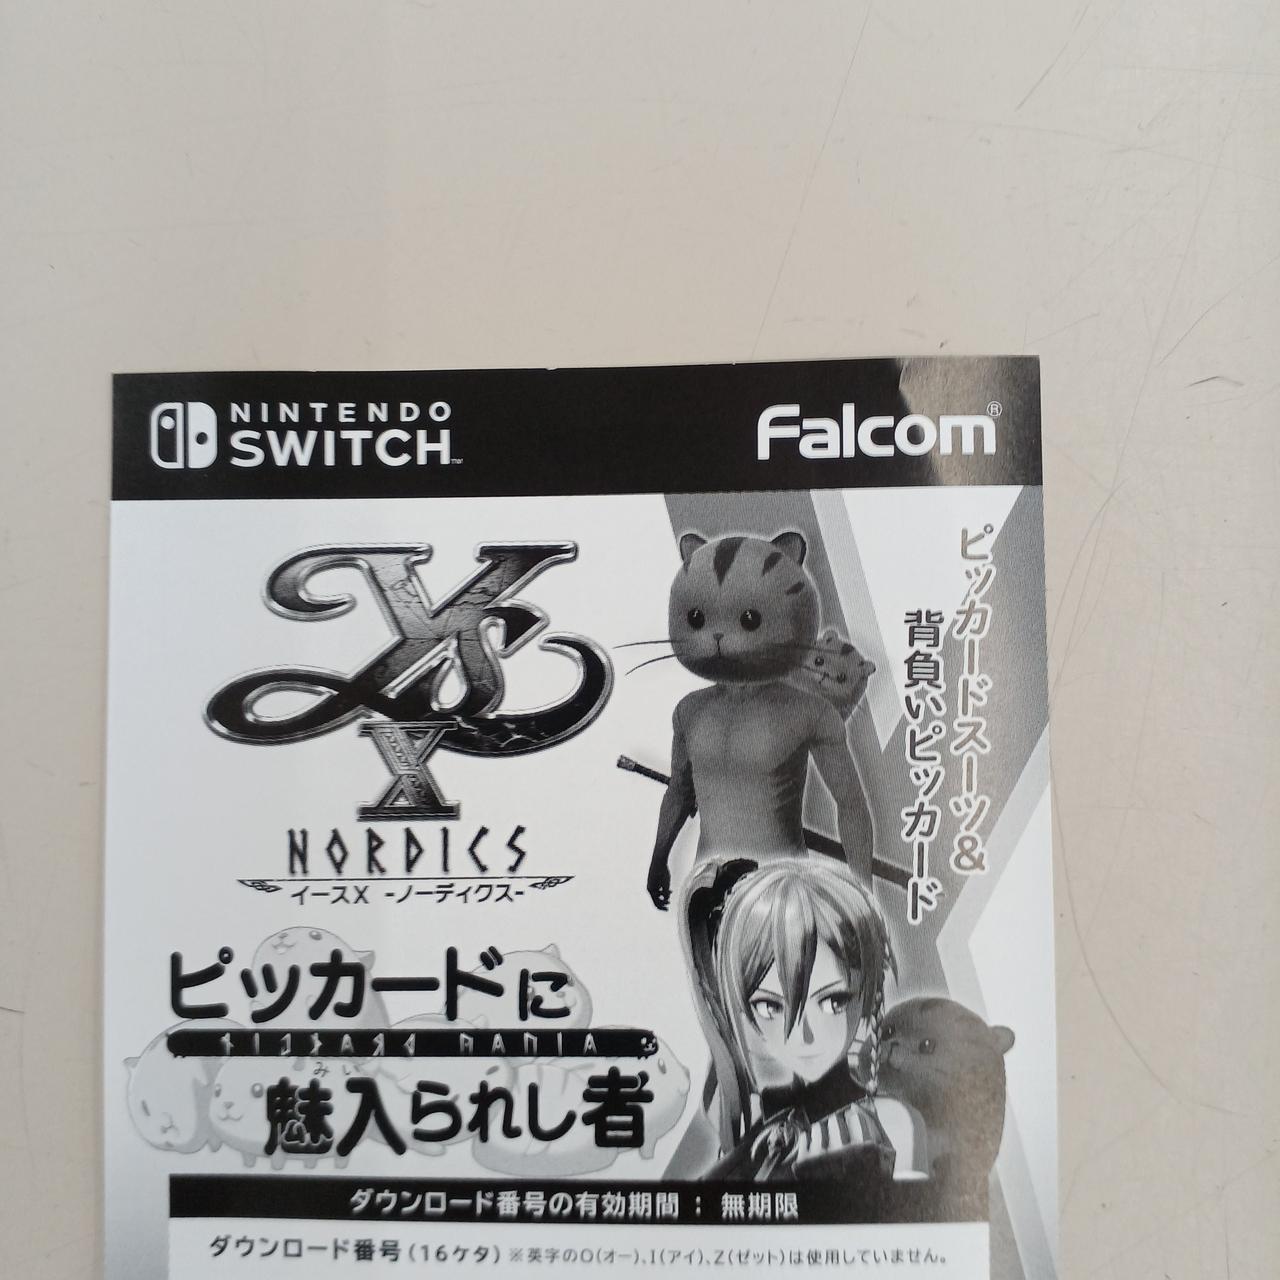 NINTENDO
SWITCH™
Falcom®
Ys
X
NORDICS
イースX -ノーディクス-
ピッカードスーツ&
背負いピッカード
ピッカードに
PICKARD MANIA
みい
魅入られし者
ダウンロード番号の有効期間 : 無期限
ダウンロード番号(16ケタ) ※英字のO(オー)、I(アイ)、Z(ゼット)は使用していません。